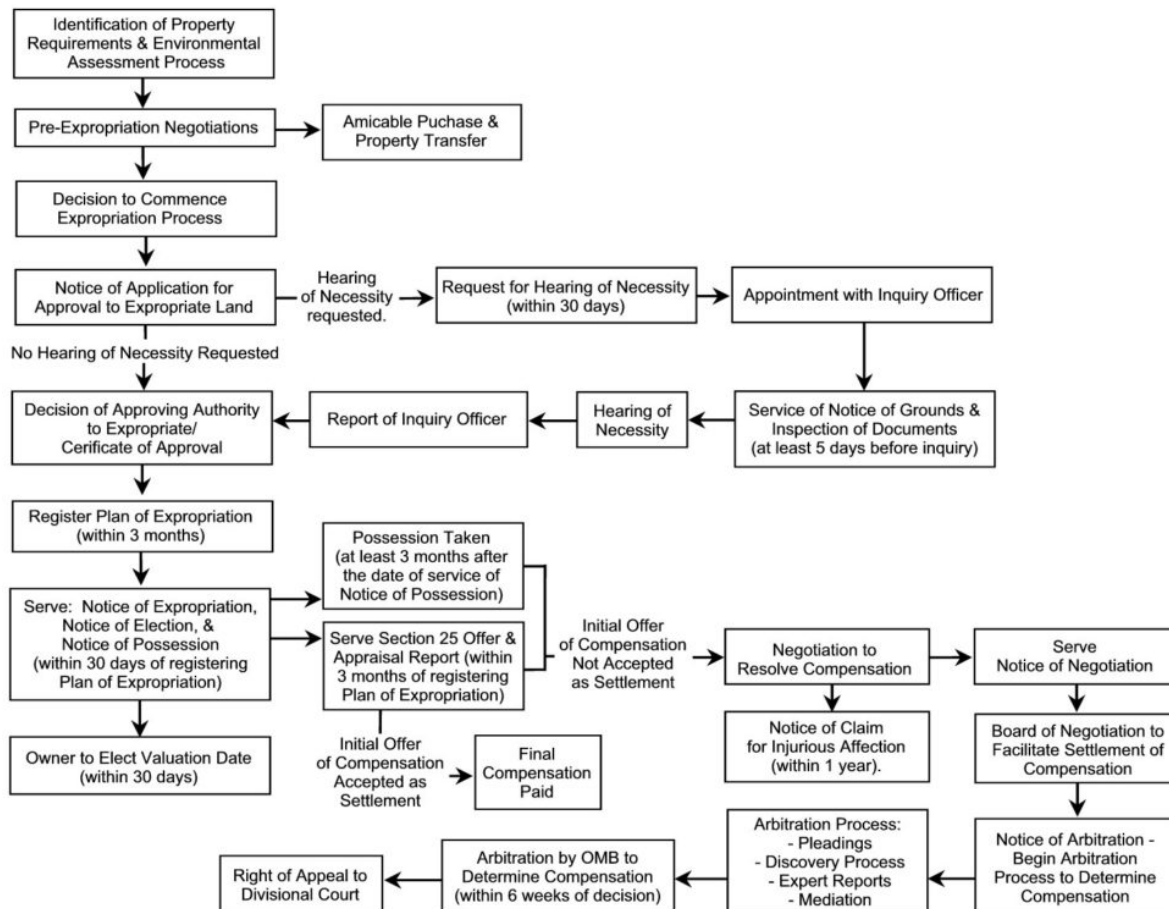 Identification of Property
Requirements & Environmental
Assessment Process
Pre-Expropriation Negotiations
Amicable Puchase &
Property Transfer
Decision to Commence
Expropriation Process
Notice of Application for
Approval to Expropriate Land
Hearing
of Necessity
requested.
Request for Hearing of Necessity
(within 30 days)
Appointment with Inquiry Officer
No Hearing of Necessity Requested
Decision of Approving Authority
to Expropriate/
Cerificate of Approval
Report of Inquiry Officer
Hearing of
Necessity
Service of Notice of Grounds &
Inspection of Documents
(at least 5 days before inquiry)
Register Plan of Expropriation
(within 3 months)
Possession Taken
(at least 3 months after
the date of service of
Notice of Possession)
Serve: Notice of Expropriation,
Notice of Election, &
Notice of Possession
(within 30 days of registering
Plan of Expropriation)
Serve Section 25 Offer &
Appraisal Report (within
3 months of registering
Plan of Expropriation)
Initial Offer
of Compensation
Not Accepted
as Settlement
Negotiation to
Resolve Compensation
Serve
Notice of Negotiation
Owner to Elect Valuation Date
(within 30 days)
Initial Offer
of Compensation
Accepted as
Settlement
Final
Compensation
Paid
Notice of Claim
for Injurious Affection
(within 1 year).
Board of Negotiation to
Facilitate Settlement of
Compensation
Right of Appeal to
Divisional Court
Arbitration by OMB to
Determine Compensation
(within 6 weeks of decision)
Arbitration Process:
- Pleadings
- Discovery Process
- Expert Reports
- Mediation
Notice of Arbitration -
Begin Arbitration
Process to Determine
Compensation